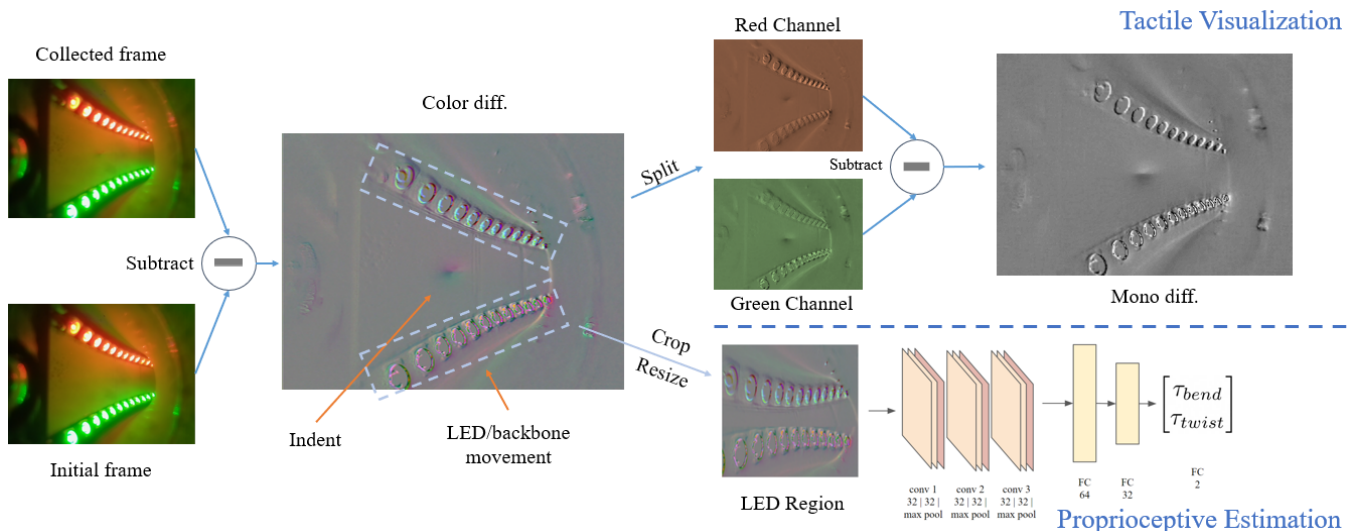 Tactile Visualization
Collected frame
Red Channel
Color diff.
Split
Subtract
Subtract
Green Channel
Mono diff.
Crop
Resize
Indent
LED/backbone
movement
Initial frame
LED Region
conv 1
32 | 32 |
max pool
conv 2
32 | 32 |
max pool
conv 3
32 | 32 |
max pool
FC
64
FC
32
τbend
τtwist
FC
2
Proprioceptive Estimation